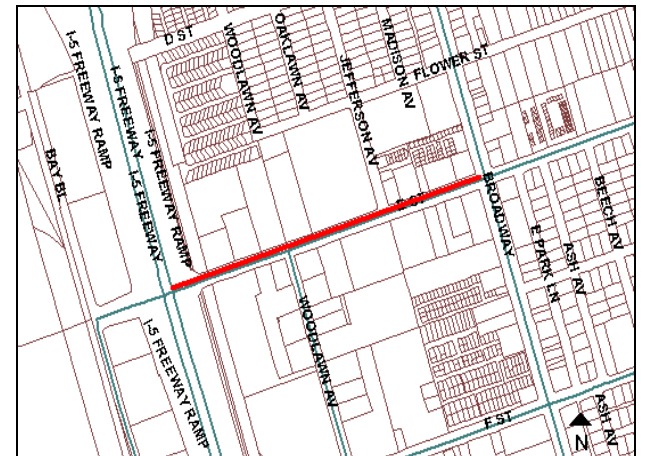 D ST
I-5 FREEWAY RAMP
I-5 FREEWAY
WOODLAWN AV
OAKLAWN AV
MADISON AV
JEFFERSON AV
FLOWER ST
BAY BL
I-5 FREEWAY
I-5 FREEWAY RAMP
ST
BROADWAY
E PARK LN
ASH AV
BEECH AV
WOODLAWN AV
I-5 FREEWAY RAMP
F ST
ASH AV
N